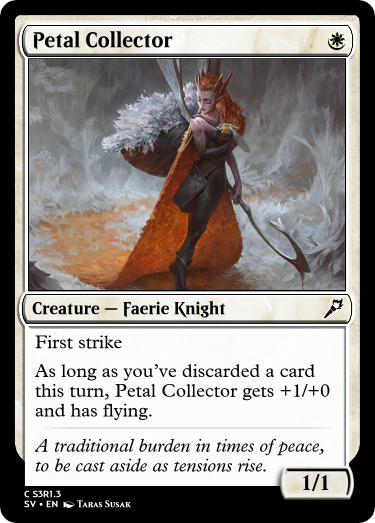 Petal Collector
Creature — Faerie Knight
First strike
As long as you've discarded a card
this turn, Petal Collector gets +1/+0
and has flying.
A traditional burden in times of peace,
to be cast aside as tensions rise.
1/1
C S3R1.3
SV • EN Taras Susak